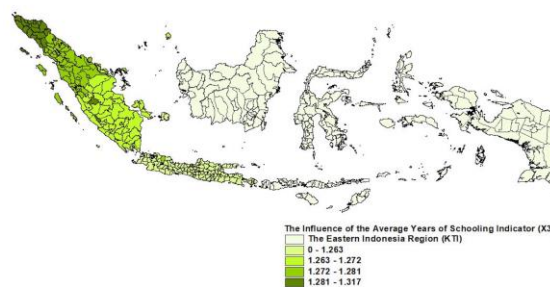 The Influence of the Average Years of Schooling Indicator (X3
The Eastern Indonesia Region (KTI)
0 - 1.263
1.263 - 1.272
1.272 - 1.281
1.281 - 1.317